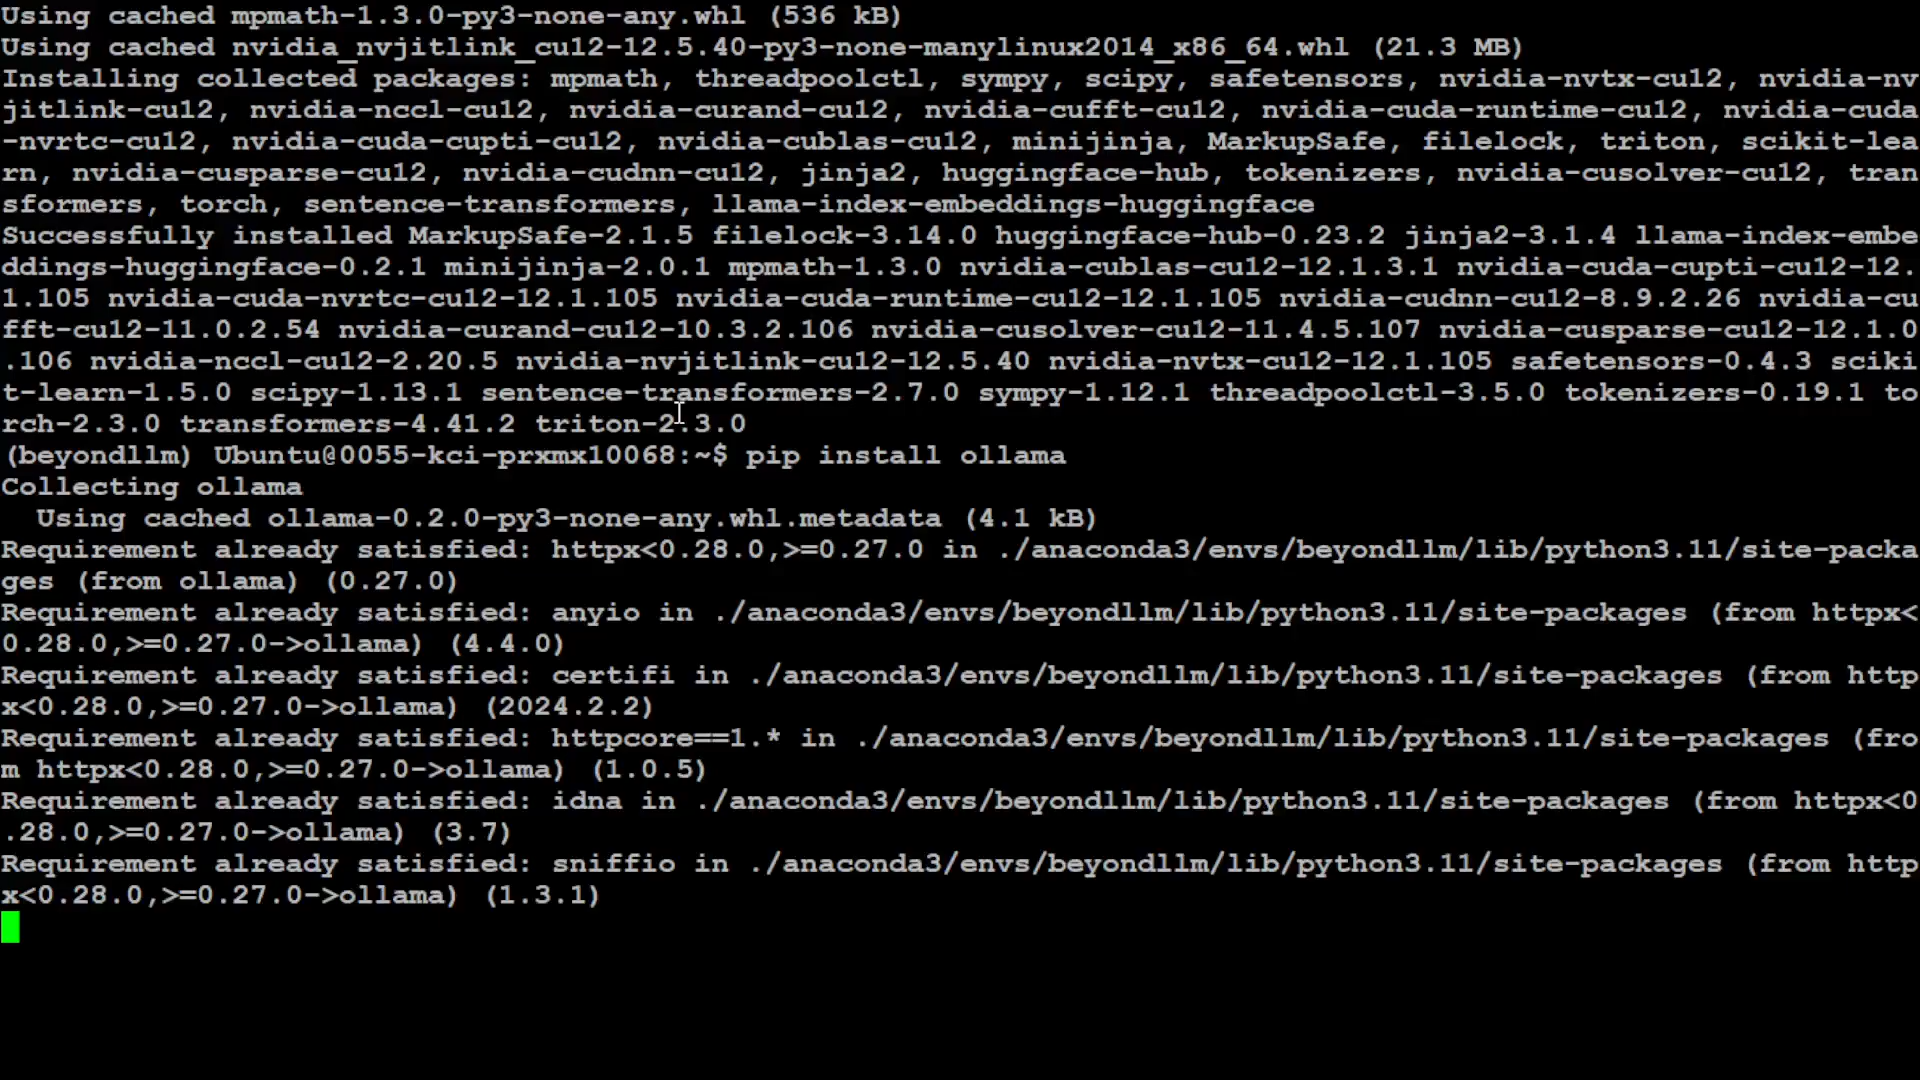 Using cached mpmath-1.3.0-py3-none-any.whl (536 kB)
Using cached nvidia_nvjitlink_cu12-12.5.40-py3-none-manylinux2014_x86_64.whl (21.3 MB)
Installing collected packages: mpmath, threadpoolctl, sympy, scipy, safetensors, nvidia-nvtx-cu12, nvidia-nv
jitlink-cu12, nvidia-nccl-cu12, nvidia-curand-cu12, nvidia-cufft-cu12, nvidia-cuda-runtime-cu12, nvidia-cuda
-nvrtc-cu12, nvidia-cuda-cupti-cu12, nvidia-cublas-cu12, minijinja, MarkupSafe, filelock, triton, scikit-lea
rn, nvidia-cusparse-cu12, nvidia-cudnn-cu12, jinja2, huggingface-hub, tokenizers, nvidia-cusolver-cu12, tran
sformers, torch, sentence-transformers, llama-index-embeddings-huggingface
Successfully installed MarkupSafe-2.1.5 filelock-3.14.0 huggingface-hub-0.23.2 jinja2-3.1.4 llama-index-embe
ddings-huggingface-0.2.1 minijinja-2.0.1 mpmath-1.3.0 nvidia-cublas-cu12-12.1.3.1 nvidia-cuda-cupti-cu12-12.
1.105 nvidia-cuda-nvrtc-cu12-12.1.105 nvidia-cuda-runtime-cu12-12.1.105 nvidia-cudnn-cu12-8.9.2.26 nvidia-cu
fft-cu12-11.0.2.54 nvidia-curand-cu12-10.3.2.106 nvidia-cusolver-cu12-11.4.5.107 nvidia-cusparse-cu12-12.1.0
.106 nvidia-nccl-cu12-2.20.5 nvidia-nvjitlink-cu12-12.5.40 nvidia-nvtx-cu12-12.1.105 safetensors-0.4.3 sciki
t-learn-1.5.0 scipy-1.13.1 sentence-transformers-2.7.0 sympy-1.12.1 threadpoolctl-3.5.0 tokenizers-0.19.1 to
rch-2.3.0 transformers-4.41.2 triton-2.3.0
(beyondllm) Ubuntu@0055-kci-prxmx10068:~$ pip install ollama
Collecting ollama
  Using cached ollama-0.2.0-py3-none-any.whl.metadata (4.1 kB)
Requirement already satisfied: httpx<0.28.0,>=0.27.0 in ./anaconda3/envs/beyondllm/lib/python3.11/site-packa
ges (from ollama) (0.27.0)
Requirement already satisfied: anyio in ./anaconda3/envs/beyondllm/lib/python3.11/site-packages (from httpx<
0.28.0,>=0.27.0->ollama) (4.4.0)
Requirement already satisfied: certifi in ./anaconda3/envs/beyondllm/lib/python3.11/site-packages (from http
x<0.28.0,>=0.27.0->ollama) (2024.2.2)
Requirement already satisfied: httpcore==1.* in ./anaconda3/envs/beyondllm/lib/python3.11/site-packages (fro
m httpx<0.28.0,>=0.27.0->ollama) (1.0.5)
Requirement already satisfied: idna in ./anaconda3/envs/beyondllm/lib/python3.11/site-packages (from httpx<0
.28.0,>=0.27.0->ollama) (3.7)
Requirement already satisfied: sniffio in ./anaconda3/envs/beyondllm/lib/python3.11/site-packages (from http
x<0.28.0,>=0.27.0->ollama) (1.3.1)